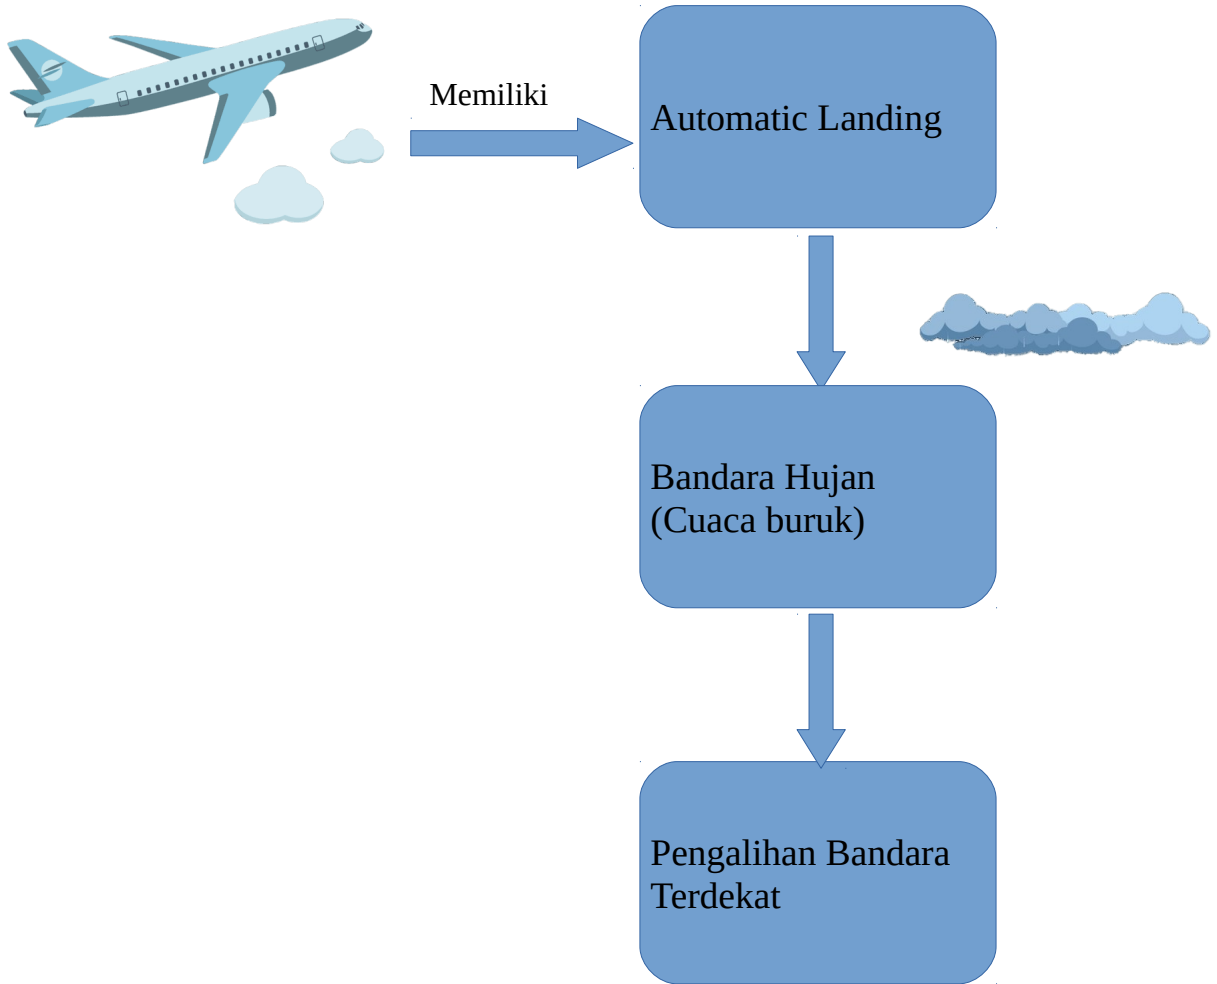 Memiliki
Automatic Landing
Bandara Hujan
(Cuaca buruk)
Pengalihan Bandara
Terdekat